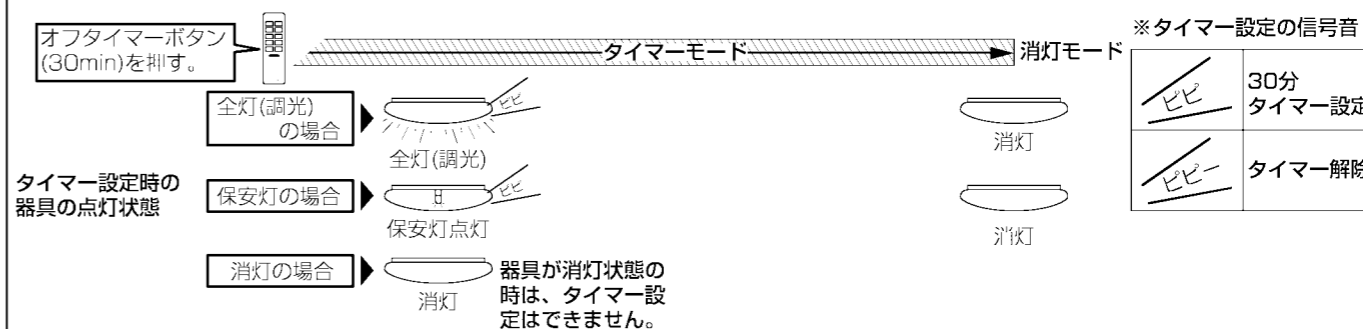 オフタイマーボタン
(30min)を押す。
タイマーモード
消灯モード
※タイマー設定の信号音
ピピ
30分
タイマー設定
ピピー
タイマー解除
全灯(調光)
の場合
ピピ
全灯(調光)
消灯
タイマー設定時の
器具の点灯状態
保安灯の場合
ピピ
保安灯点灯
消灯
消灯の場合
消灯
器具が消灯状態の
時は、タイマー設
定はできません。